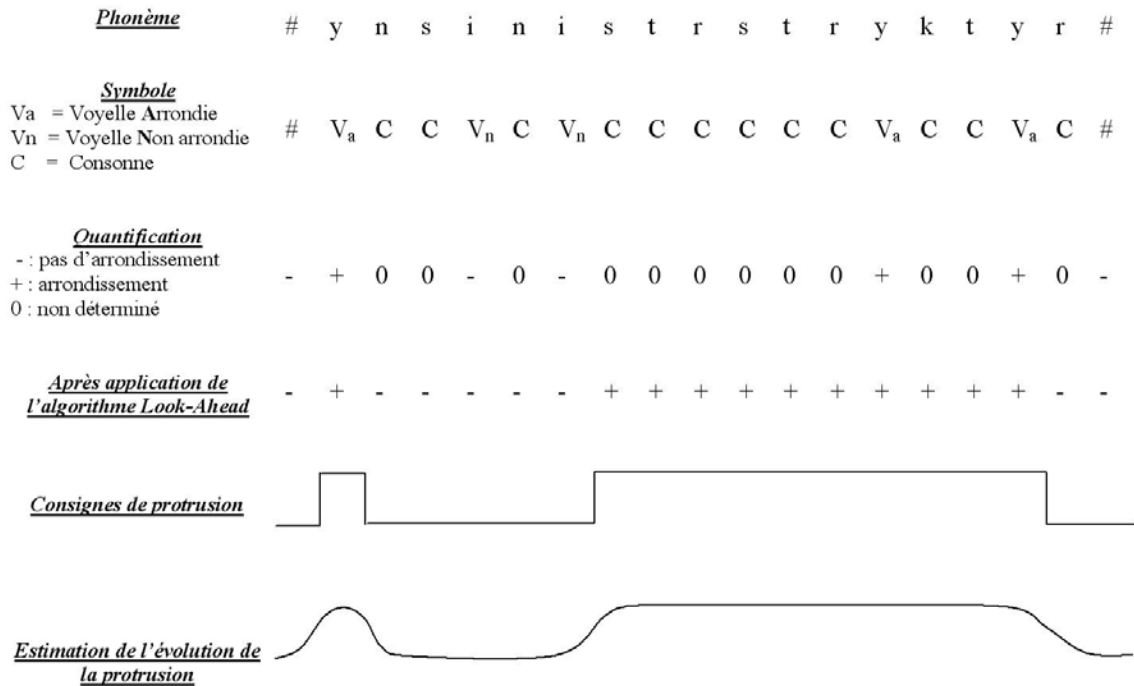 Phonème # y n s i n i s t r s t r y k t y r #
Symbole
Va = Voyelle Arrondie
Vn = Voyelle Non arrondie
C = Consonne
# Va C C Vn C Vn C C C C C C Va C C Va C #
Quantification
- : pas d'arrondissement
+ : arrondissement
0 : non déterminé
- + 0 0 - 0 - 0 0 0 0 0 0 + 0 0 + 0 -
Après application de
l'algorithme Look-Ahead
- + - - - - - + + + + + + + + + + - -
Consignes de protrusion
Estimation de l'évolution de
la protrusion